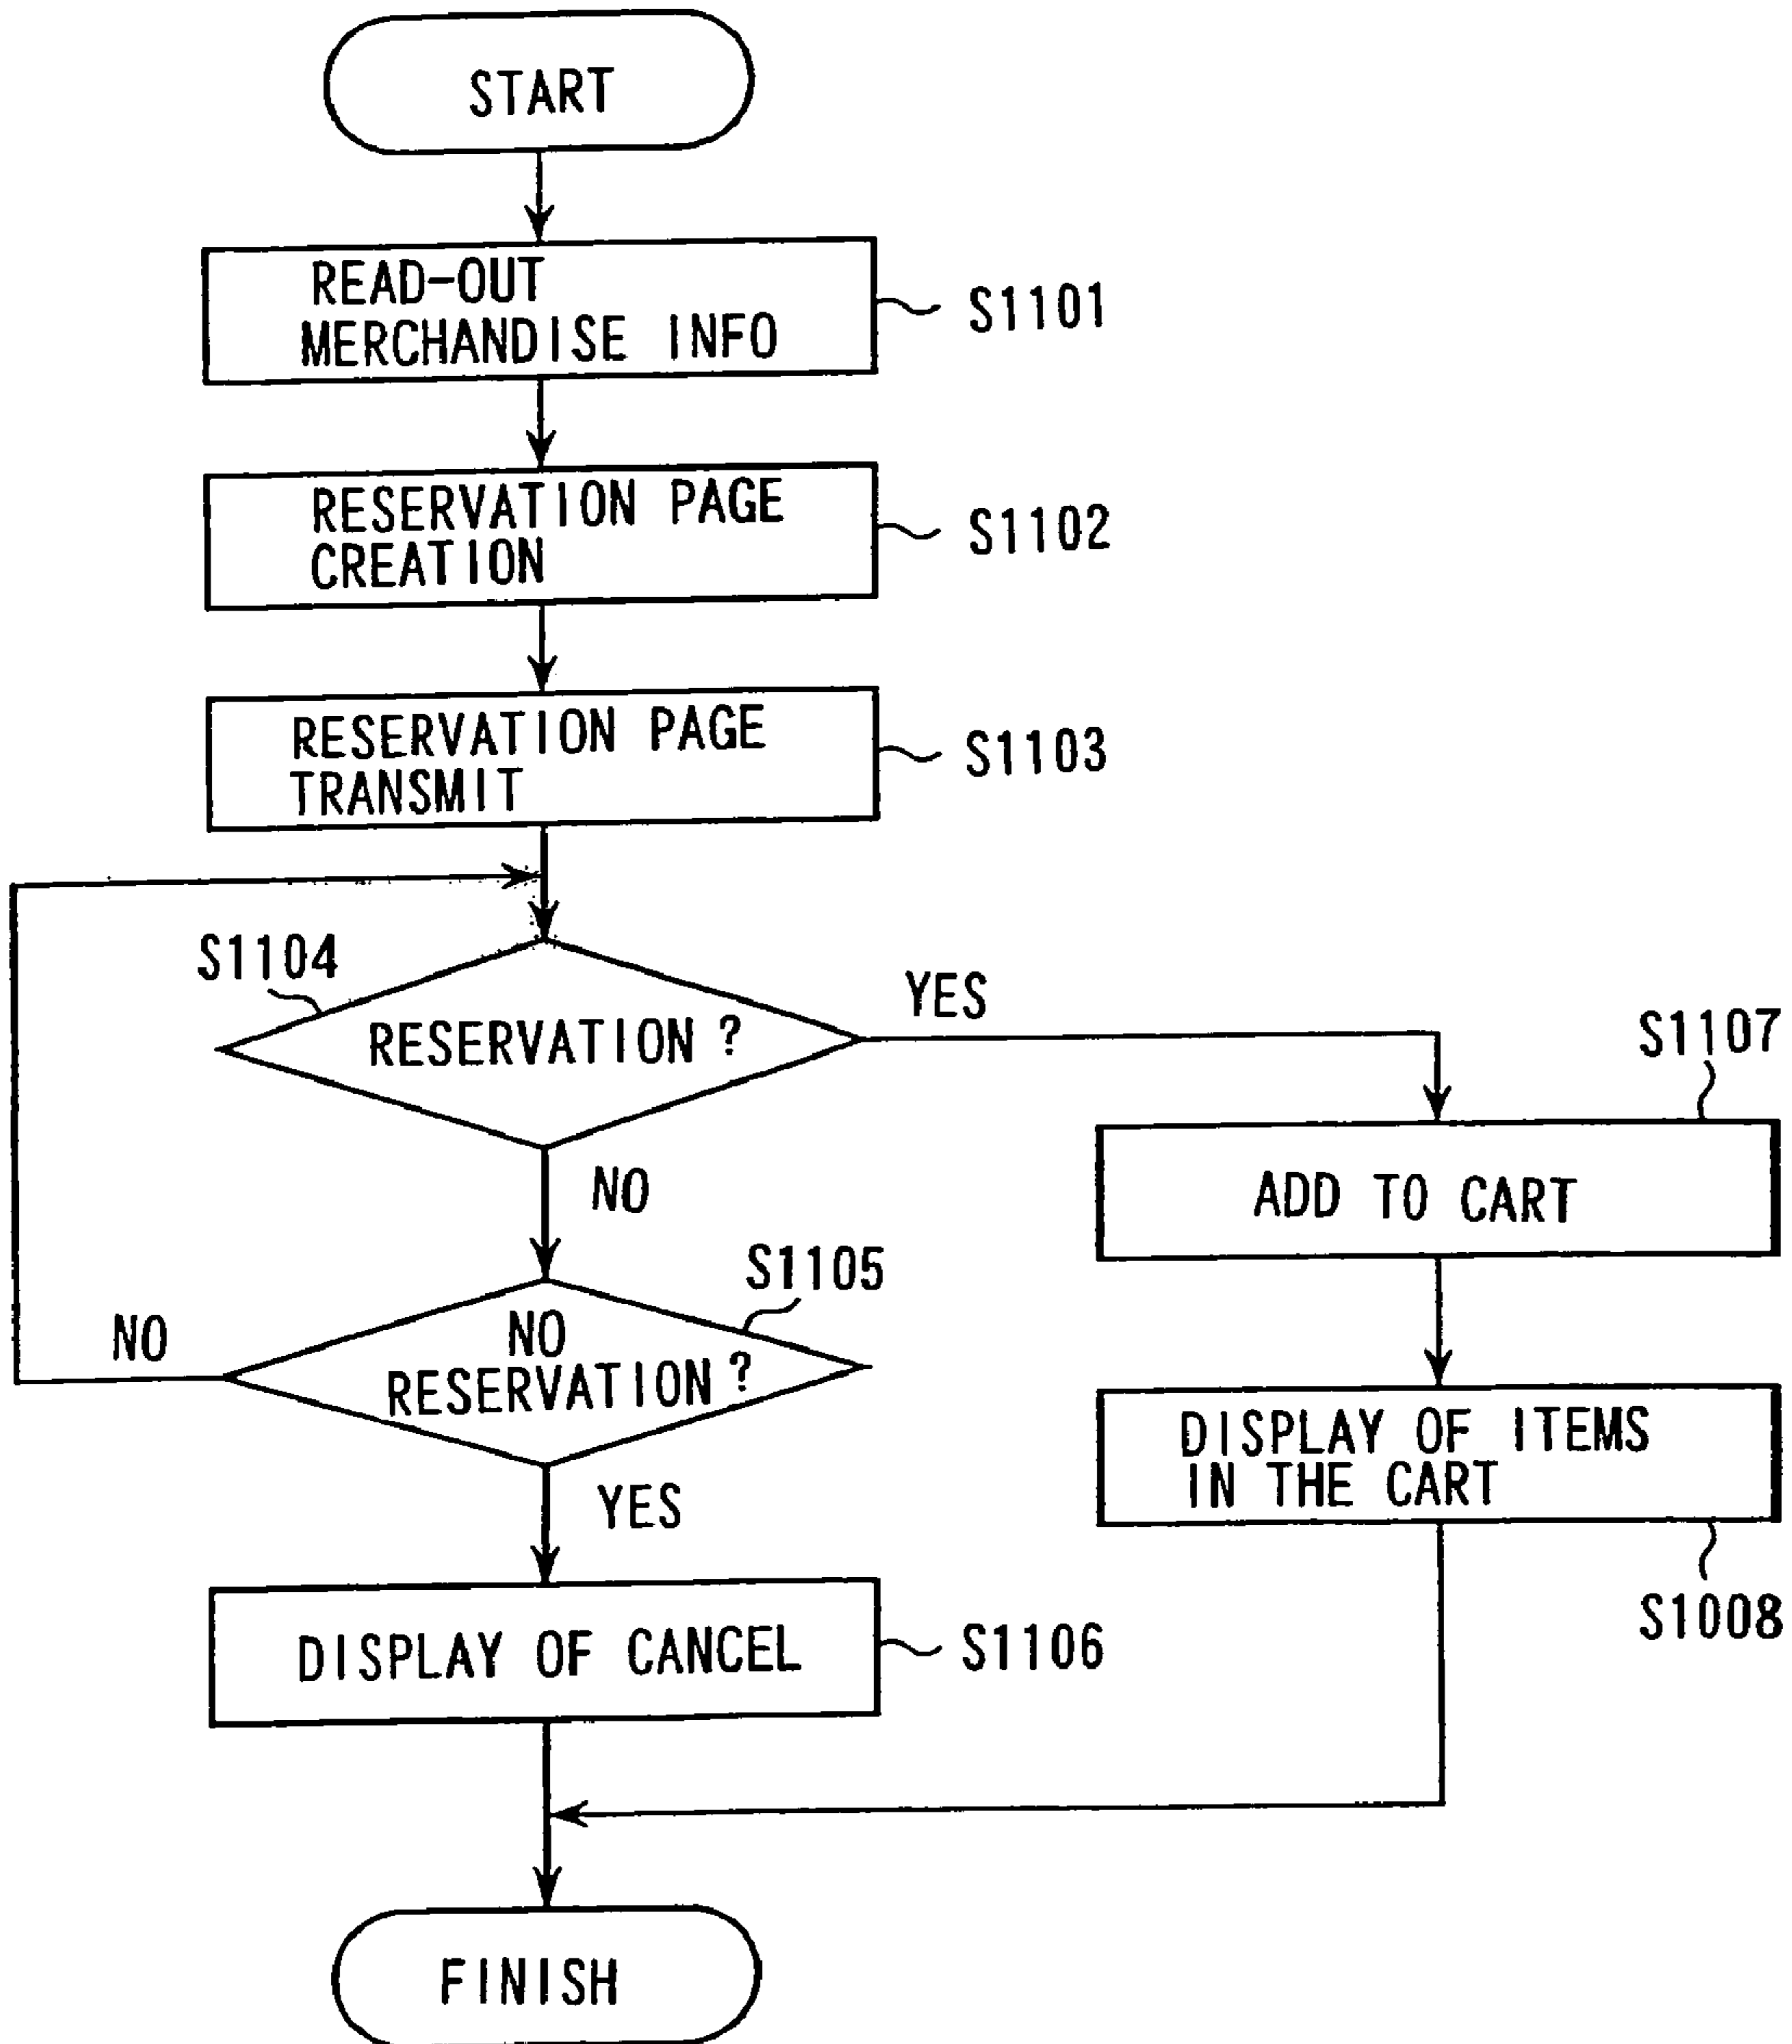 START
READ-OUT
MERCHANDISE INFO
S1101
RESERVATION PAGE
CREATION
S1102
RESERVATION PAGE
TRANSMIT
S1103
S1104
RESERVATION ?
YES
NO
S1107
ADD TO CART
S1105
NO
RESERVATION ?
NO
YES
DISPLAY OF ITEMS
IN THE CART
S1008
DISPLAY OF CANCEL
S1106
FINISH